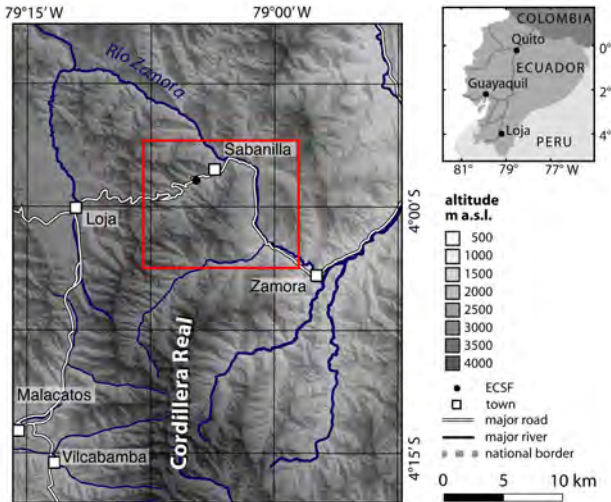 79°15'W
79°00'W
Río Zamora
Sabanilla
Loja
Zamora
Cordillera Real
Malacatos
Vilcabamba
4°00'S
4°15'S
COLOMBIA
Quito
ECUADOR
Guayaquil
Loja
PERU
0°
2°
4°
81°W
79°W
77°W
altitude
m a.s.l.
500
1000
1500
2000
2500
3000
3500
4000
ECSF
town
major road
major river
national border
0 5 10 km